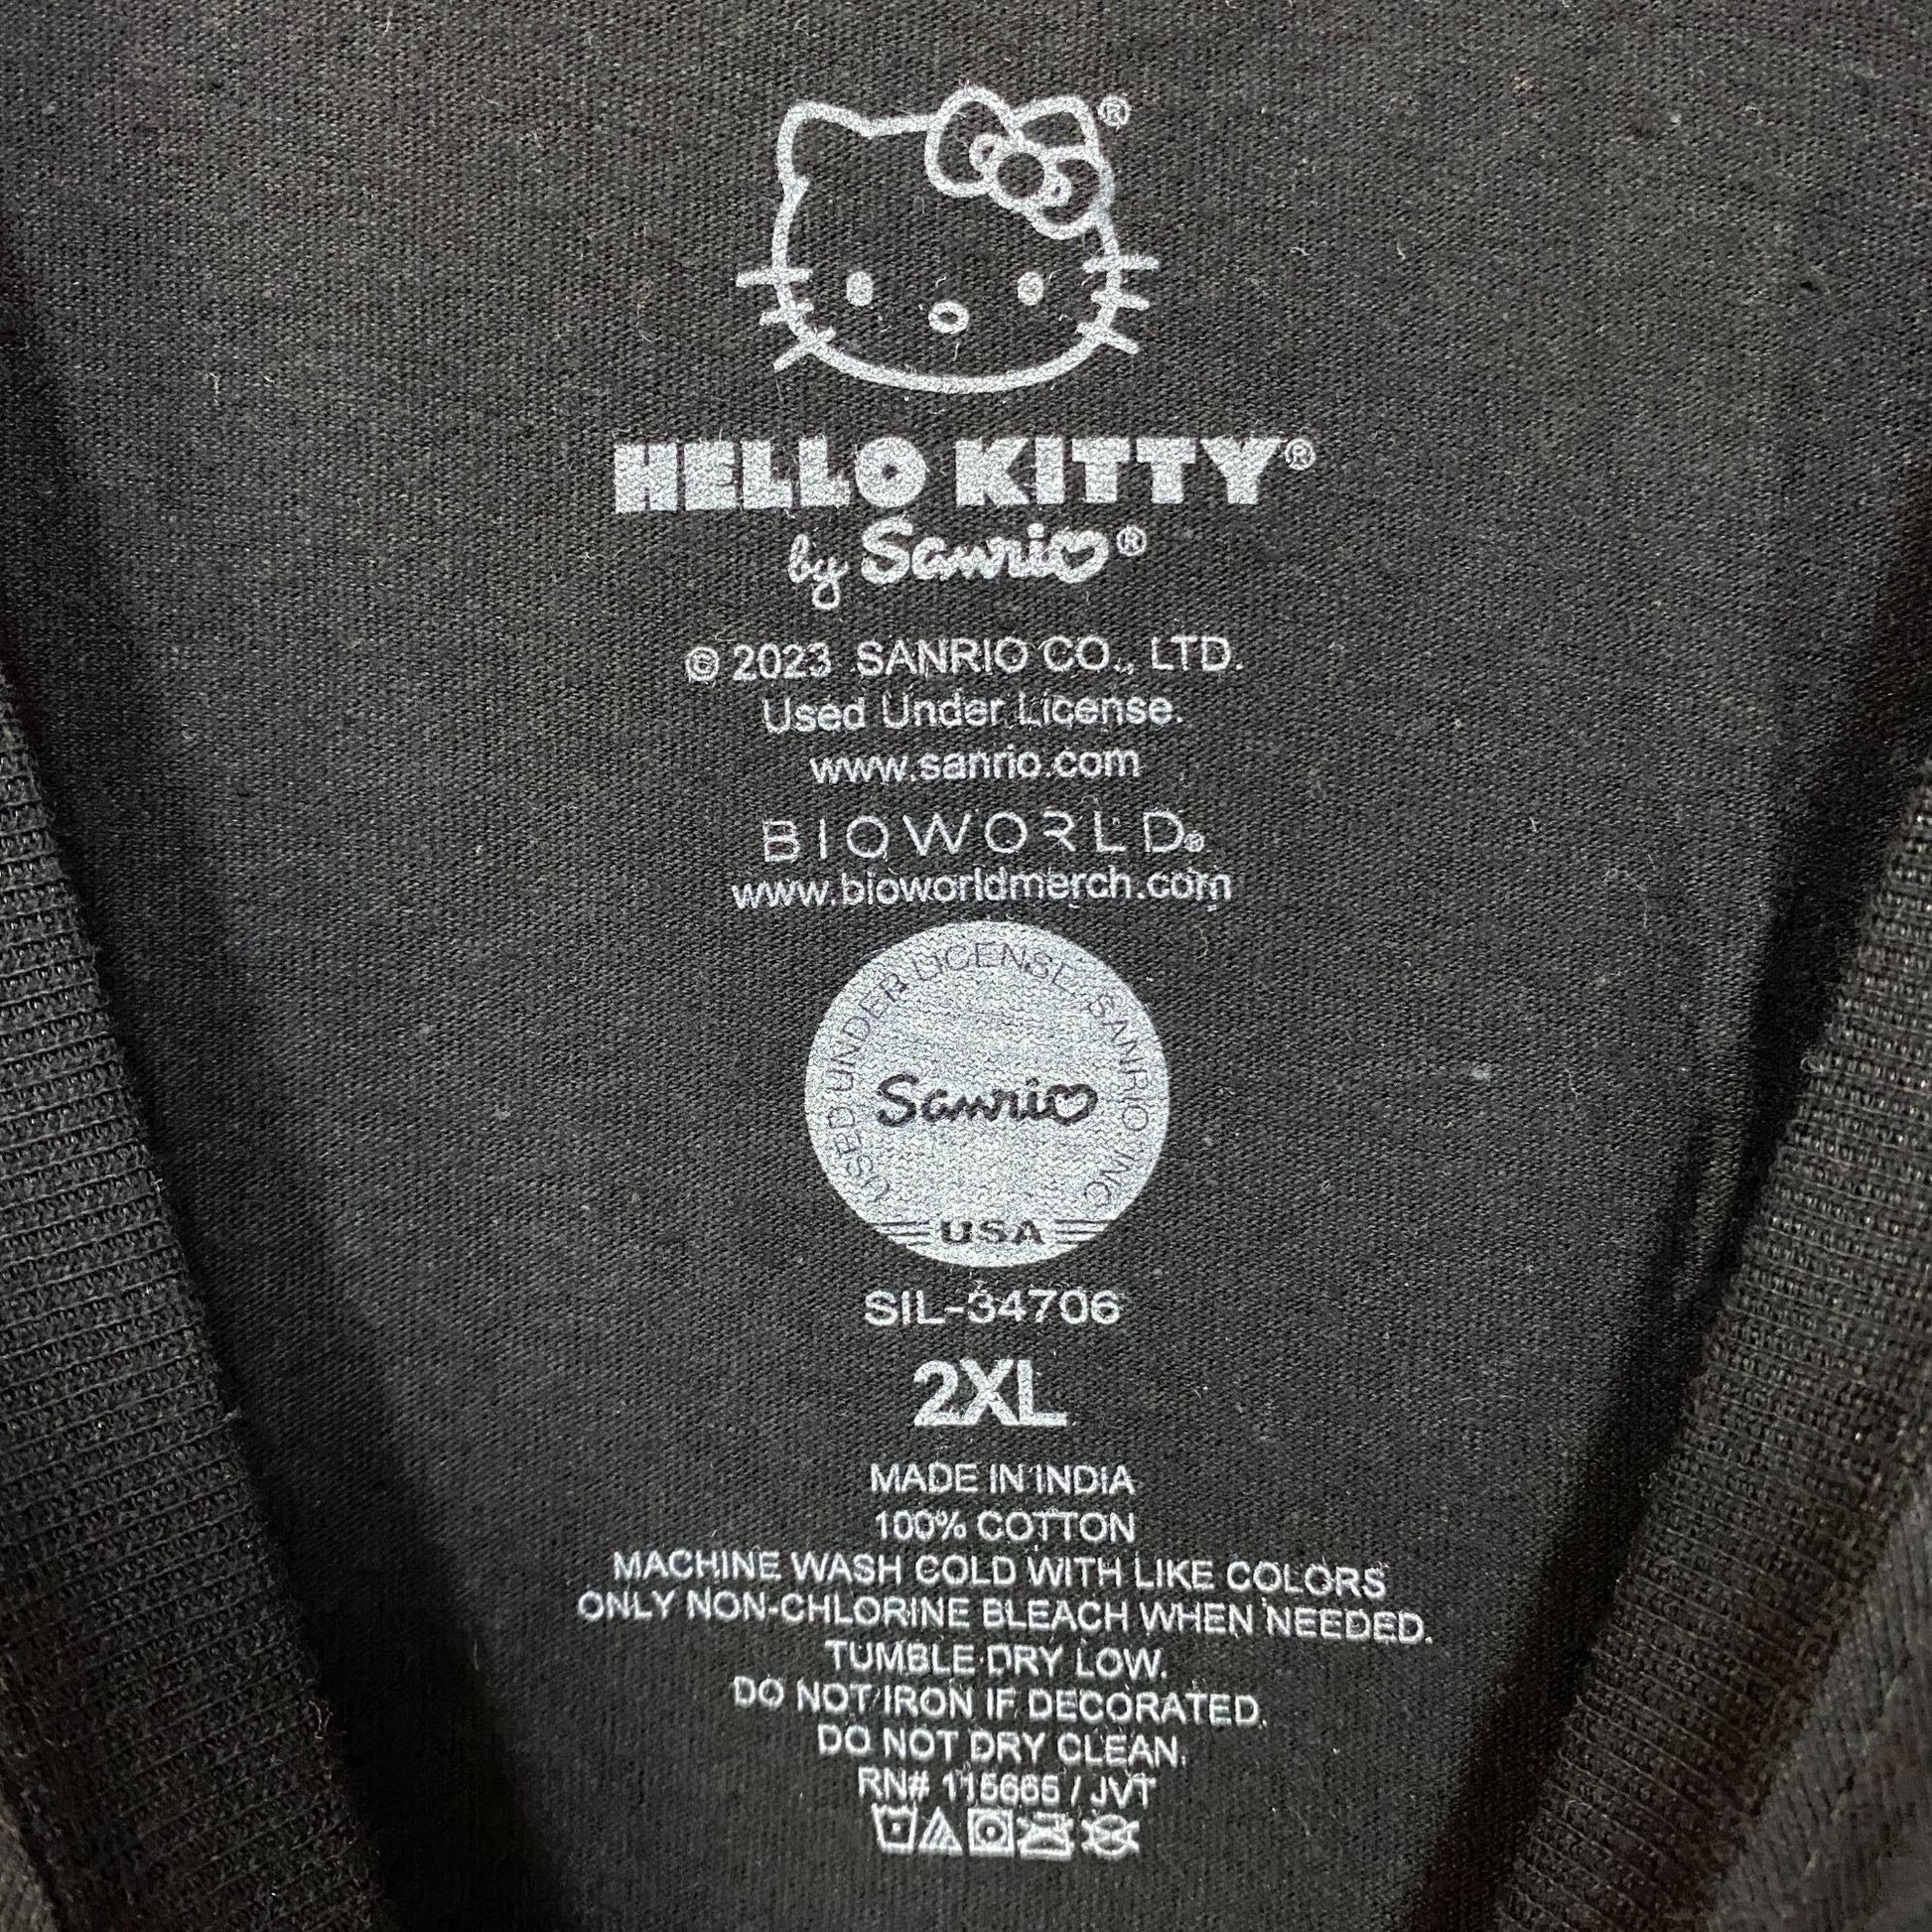 ®
HELLO KITTY®
by Sanrio®
© 2023 SANRIO CO., LTD.
Used Under License.
www.sanrio.com
BIOWORLD®
www.bioworldmerch.com
USED UNDER LICENSE, SANRIO INC
Sanrio
USA
SIL-34706
2XL
MADE IN INDIA
100% COTTON
MACHINE WASH COLD WITH LIKE COLORS
ONLY NON-CHLORINE BLEACH WHEN NEEDED.
TUMBLE DRY LOW.
DO NOT IRON IF DECORATED.
DO NOT DRY CLEAN.
RN# 115665 / JVT